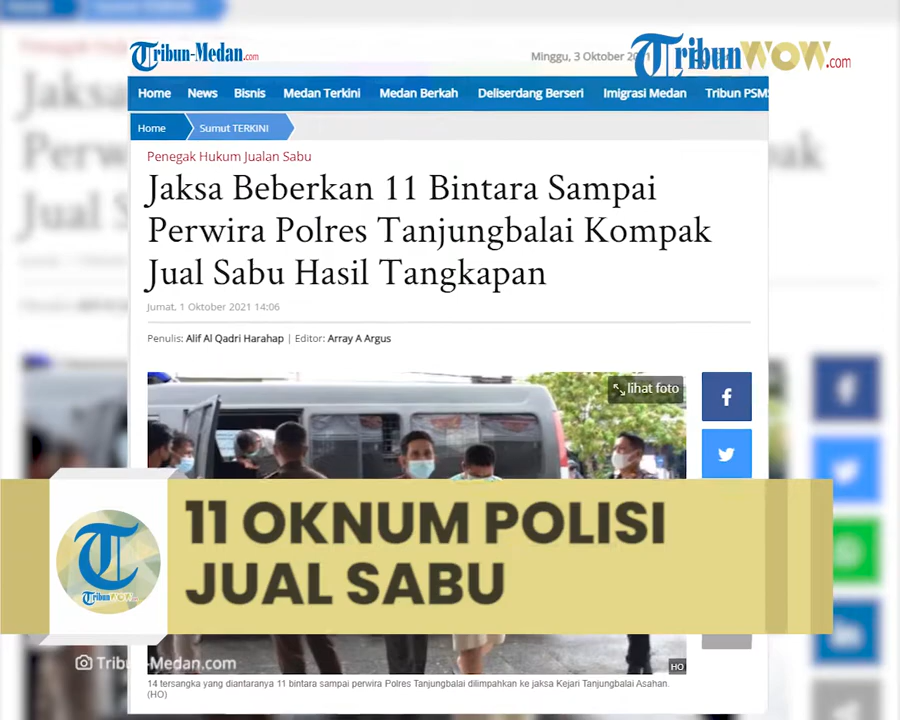 Tribun-Medan.com
Minggu, 3 Oktober
TribunWOW.com
Home News Bisnis Medan Terkini Medan Berkah Deliserdang Berseri Imigrasi Medan Tribun PSMS
Home Sumut TERKINI
Penegak Hukum Jualan Sabu
Jaksa Beberkan 11 Bintara Sampai
Perwira Polres Tanjungbalai Kompak
Jual Sabu Hasil Tangkapan
Jumat, 1 Oktober 2021 14:06
Penulis: Alif Al Qadri Harahap | Editor: Array A Argus
lihat foto
11 OKNUM POLISI
JUAL SABU
TribunWOW.com
Tribun-Medan.com
HO
14 tersangka yang diantaranya 11 bintara sampai perwira Polres Tanjungbalai dilimpahkan ke jaksa Kejari Tanjungbalai Asahan.
(HO)